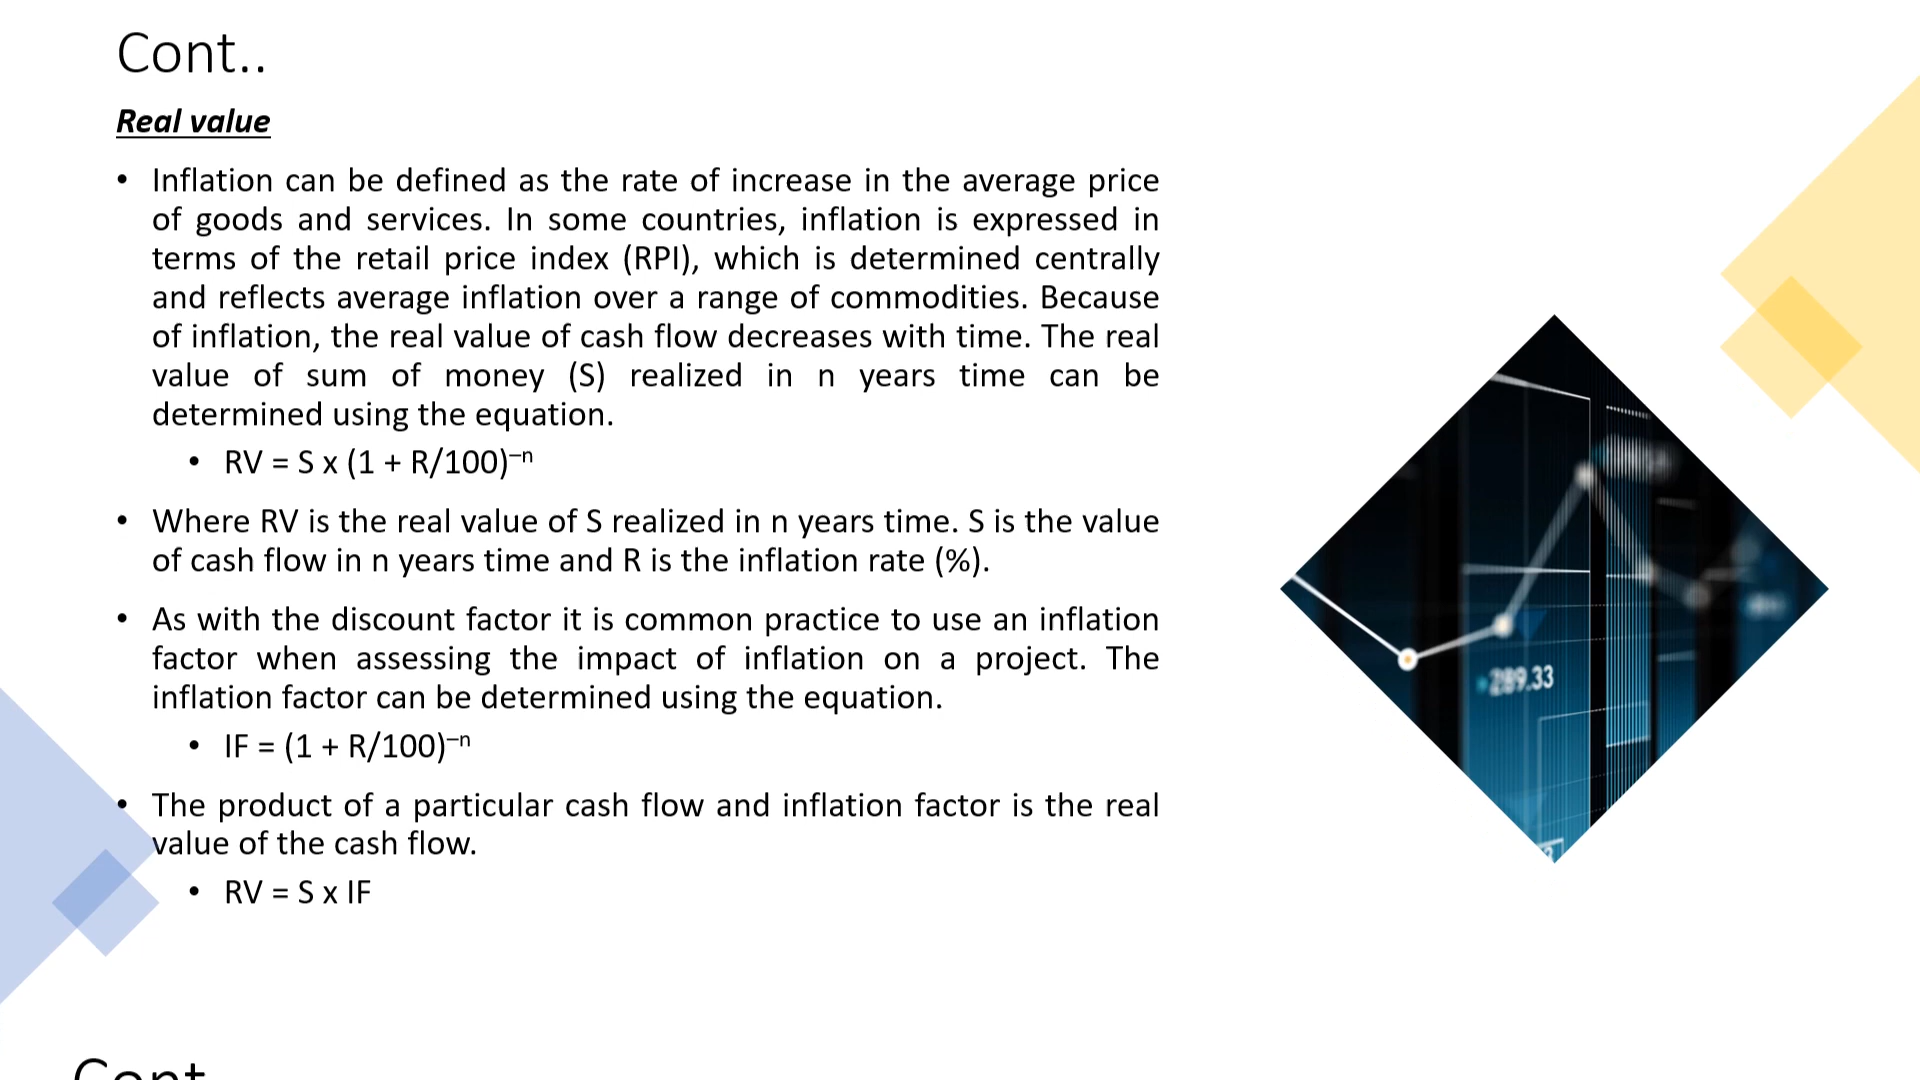 Cont..
Real value
• Inflation can be defined as the rate of increase in the average price
of goods and services. In some countries, inflation is expressed in
terms of the retail price index (RPI), which is determined centrally
and reflects average inflation over a range of commodities. Because
of inflation, the real value of cash flow decreases with time. The real
value of sum of money (S) realized in n years time can be
determined using the equation.
• RV = S x (1 + R/100)⁻ⁿ
• Where RV is the real value of S realized in n years time. S is the value
of cash flow in n years time and R is the inflation rate (%).
• As with the discount factor it is common practice to use an inflation
factor when assessing the impact of inflation on a project. The
inflation factor can be determined using the equation.
• IF = (1 + R/100)⁻ⁿ
• The product of a particular cash flow and inflation factor is the real
value of the cash flow.
• RV = S x IF
289.33
Cont